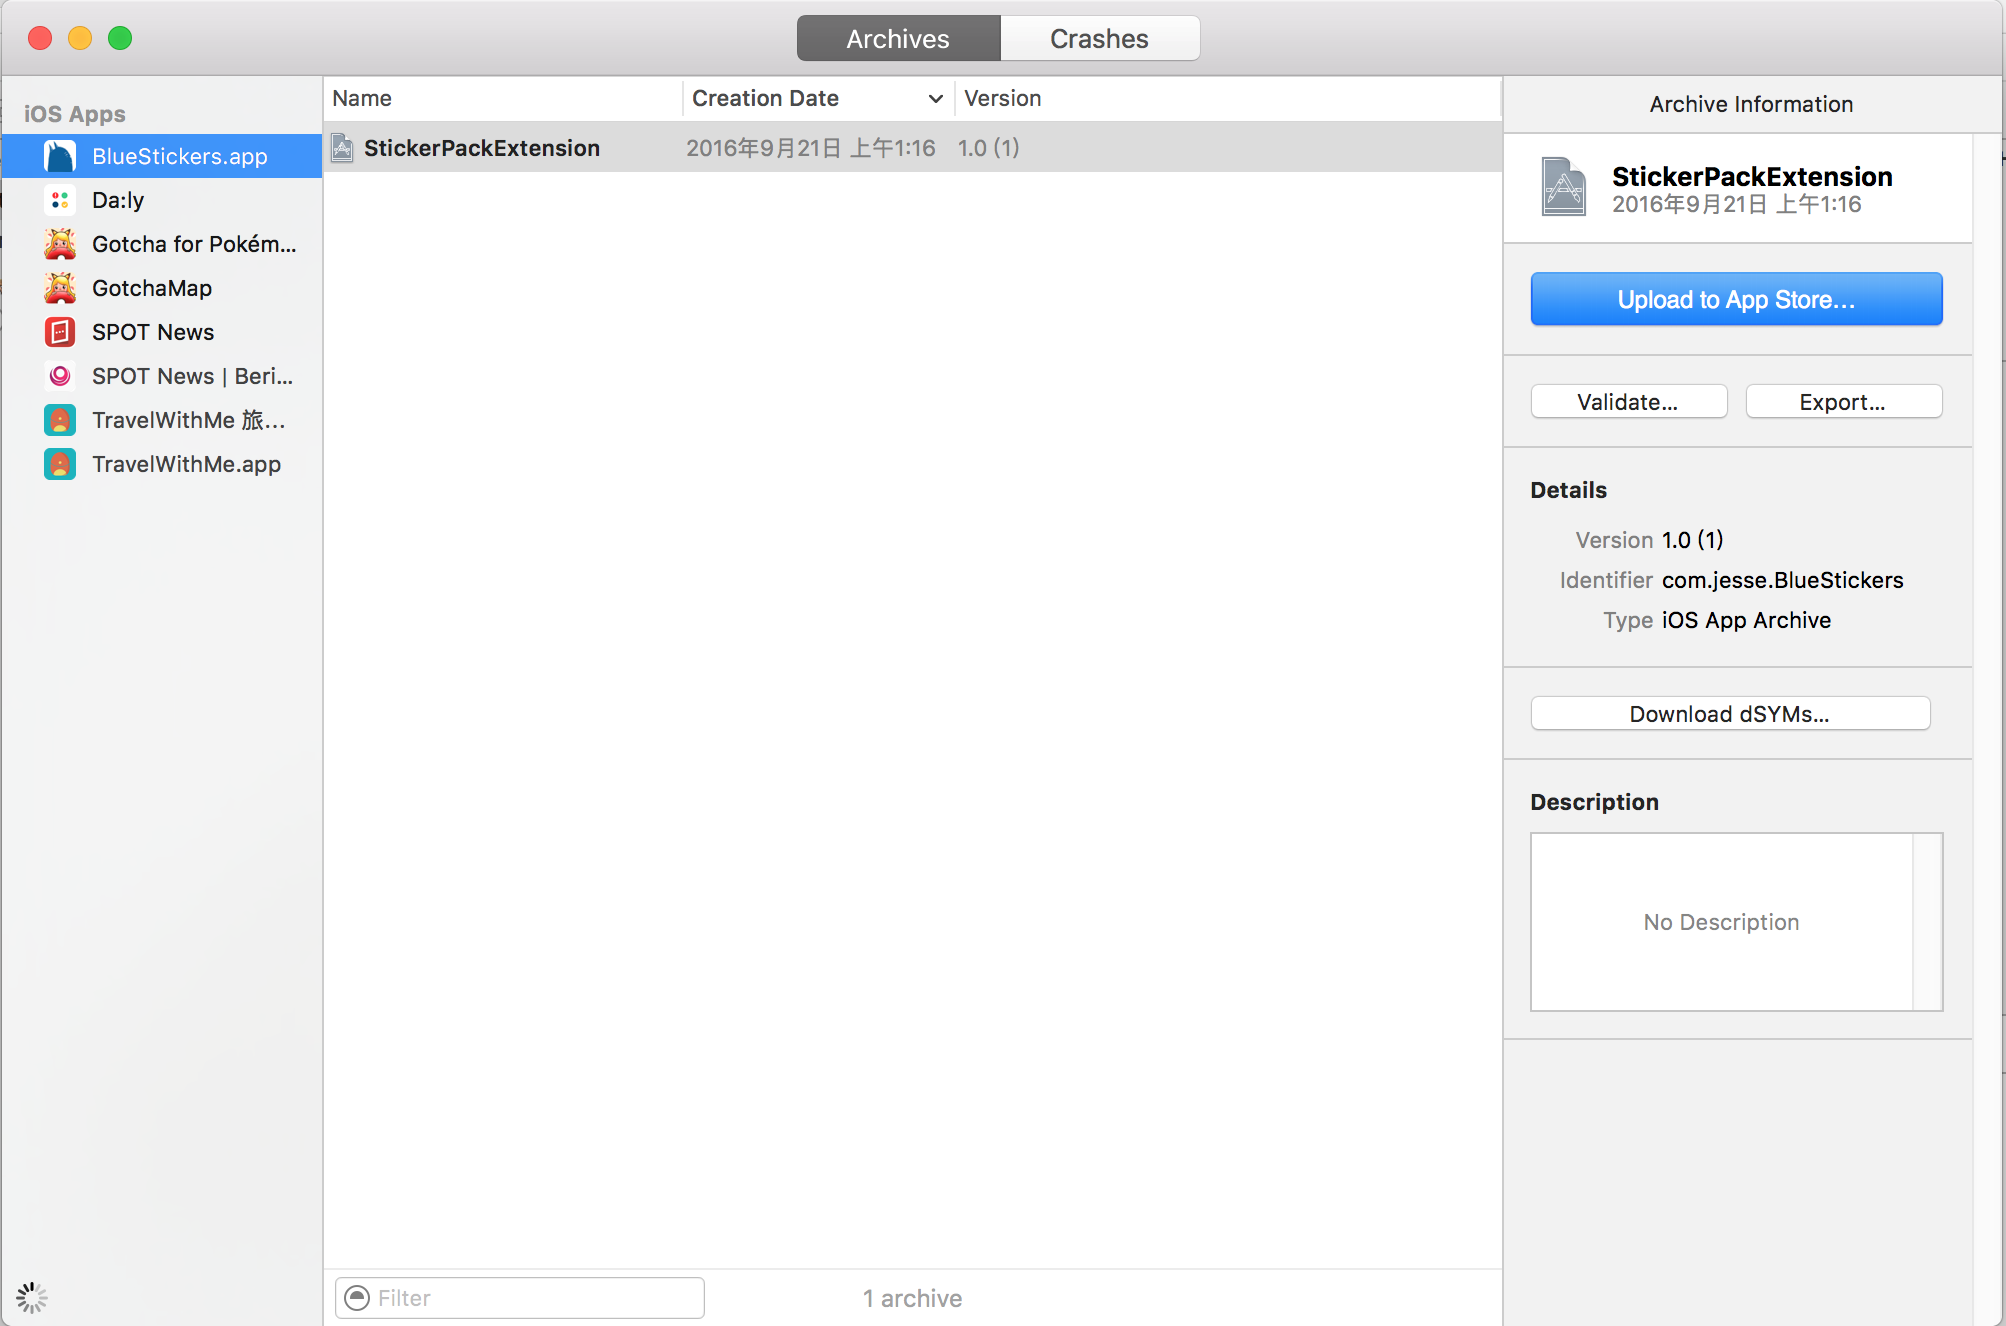 Archives
Crashes
iOS Apps
BlueStickers.app
Da:ly
Gotcha for Pokém...
GotchaMap
SPOT News
SPOT News | Beri...
TravelWithMe 旅...
TravelWithMe.app
Name
Creation Date
Version
StickerPackExtension
2016年9月21日 上午1:16
1.0 (1)
Filter
1 archive
Archive Information
StickerPackExtension
2016年9月21日 上午1:16
Upload to App Store...
Validate...
Export...
Details
Version 1.0 (1)
Identifier com.jesse.BlueStickers
Type iOS App Archive
Download dSYMs...
Description
No Description